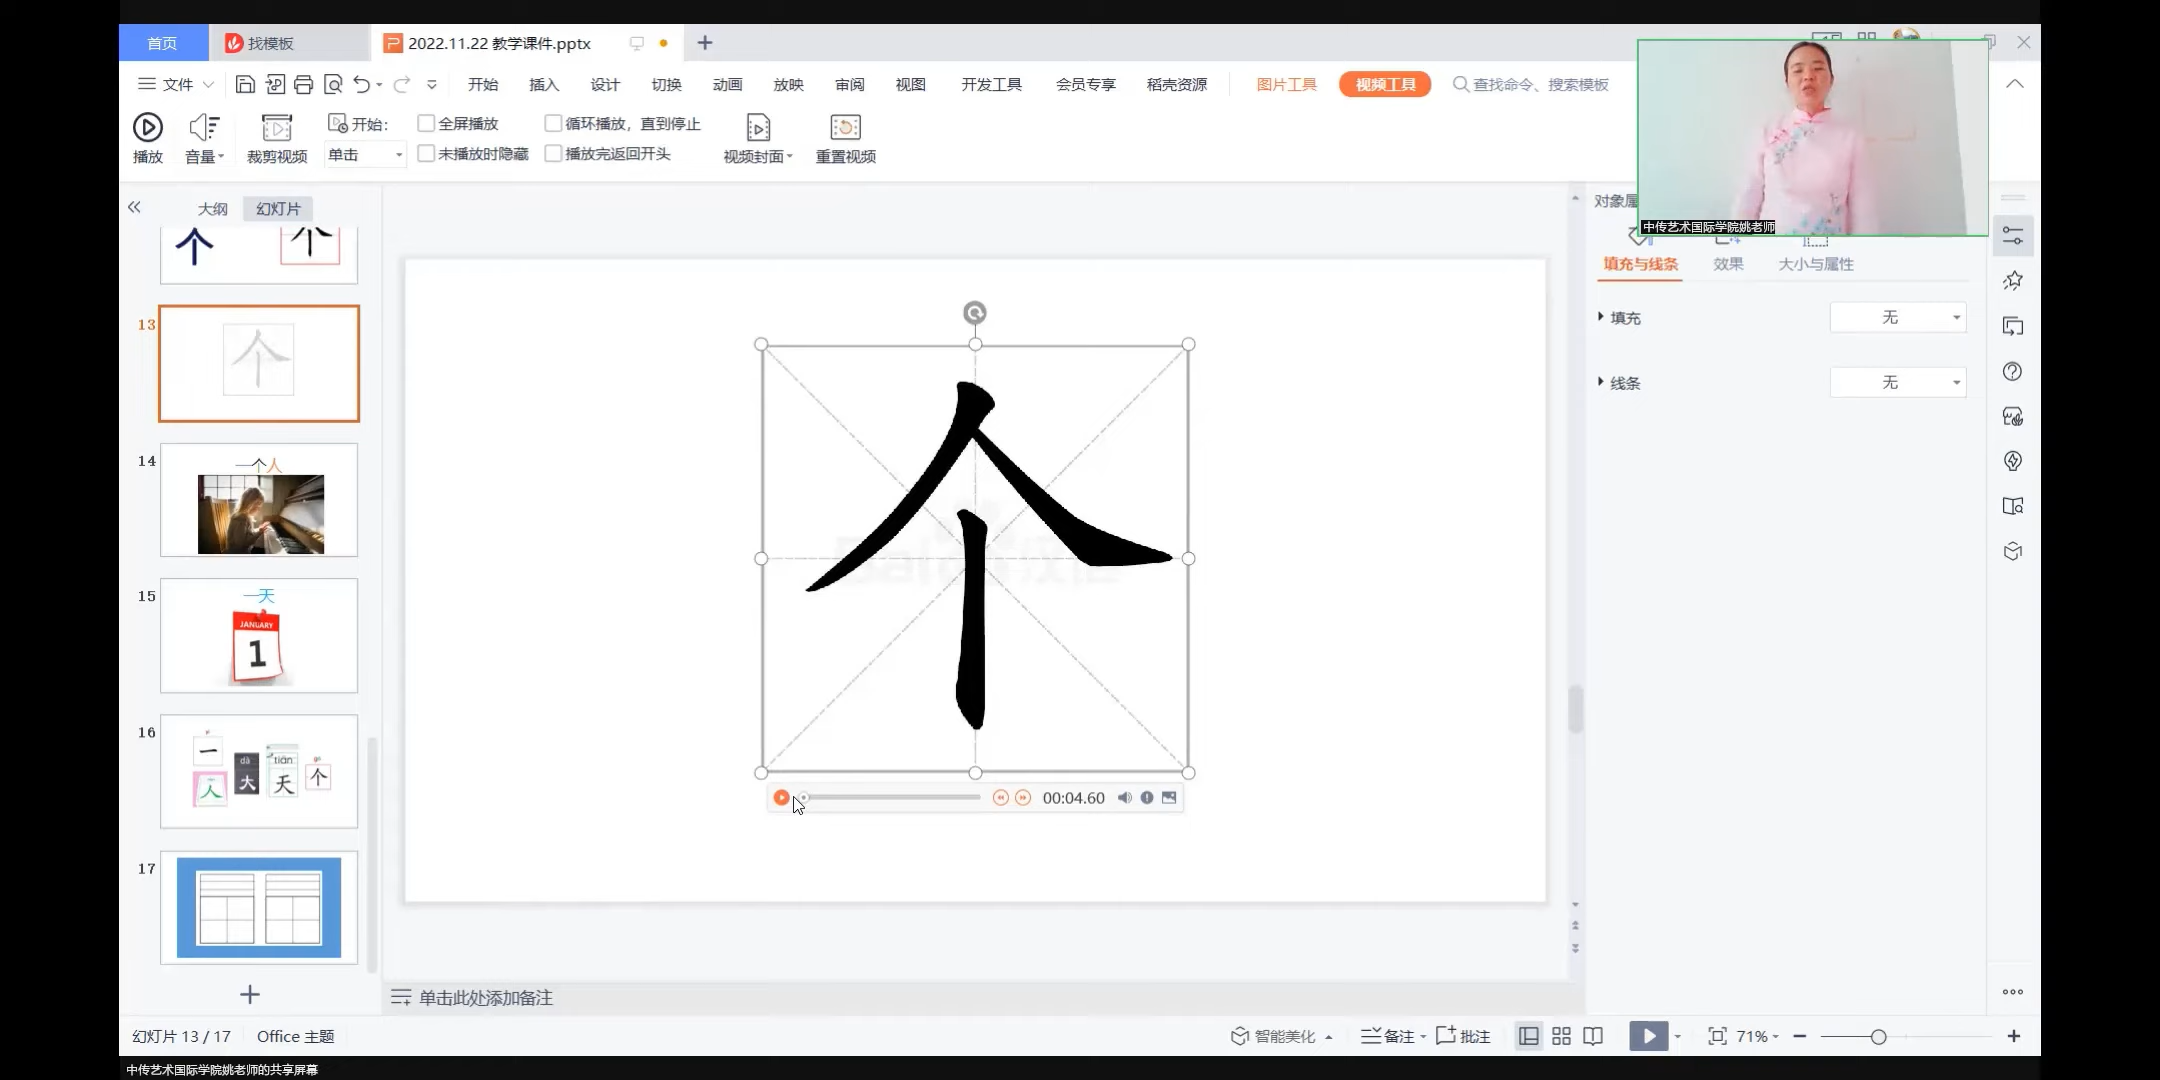 首页
找模板
2022.11.22 教学课件.pptx
文件
开始
插入
设计
切换
动画
放映
审阅
视图
开发工具
会员专享
稻壳资源
图片工具
视频工具
查找命令、搜索模板
播放
音量
裁剪视频
开始:
单击
全屏播放
未播放时隐藏
循环播放，直到停止
播放完返回开头
视频封面
重置视频
中传艺术国际学院姚老师
大纲
幻灯片
个
个
13
个
14
一个人
15
一天
JANUARY
1
16
一
人
dà
大
tiān
天
个
17
个
00:04.60
对象属
填充与线条
效果
大小与属性
填充
无
线条
无
单击此处添加备注
幻灯片 13 / 17
Office 主题
智能美化
备注
批注
71%
中传艺术国际学院姚老师的共享屏幕